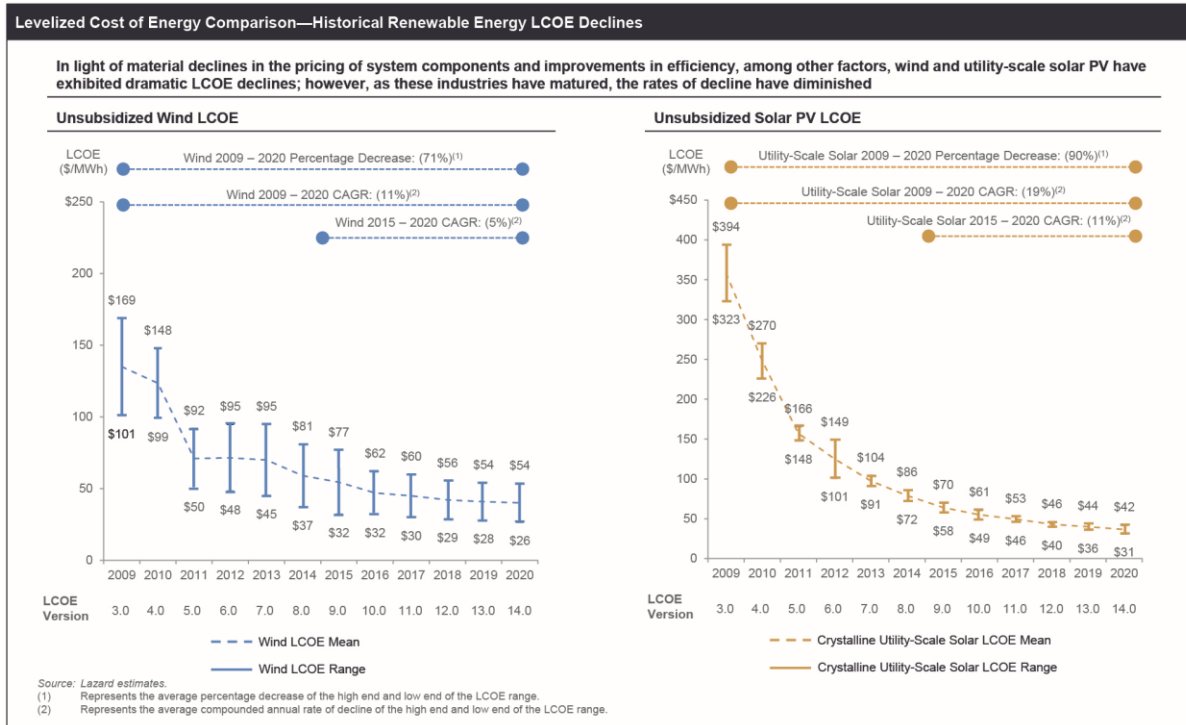 Levelized Cost of Energy Comparison—Historical Renewable Energy LCOE Declines
In light of material declines in the pricing of system components and improvements in efficiency, among other factors, wind and utility-scale solar PV have
exhibited dramatic LCOE declines; however, as these industries have matured, the rates of decline have diminished
Unsubsidized Wind LCOE
LCOE
($/MWh)
Wind 2009 – 2020 Percentage Decrease: (71%)(1)
Wind 2009 – 2020 CAGR: (11%)(2)
Wind 2015 – 2020 CAGR: (5%)(2)
$250
200
150
100
50
0
$169
$148
$92
$95
$95
$81
$77
$62
$60
$56
$54
$54
$101
$99
$50
$48
$45
$37
$32
$32
$30
$29
$28
$26
2009 2010 2011 2012 2013 2014 2015 2016 2017 2018 2019 2020
LCOE
Version
3.0 4.0 5.0 6.0 7.0 8.0 9.0 10.0 11.0 12.0 13.0 14.0
Wind LCOE Mean
Wind LCOE Range
Unsubsidized Solar PV LCOE
LCOE
($/MWh)
Utility-Scale Solar 2009 – 2020 Percentage Decrease: (90%)(1)
Utility-Scale Solar 2009 – 2020 CAGR: (19%)(2)
Utility-Scale Solar 2015 – 2020 CAGR: (11%)(2)
$450
400
350
300
250
200
150
100
50
0
$394
$270
$166
$149
$104
$86
$70
$61
$53
$46
$44
$42
$323
$226
$148
$101
$91
$72
$58
$49
$46
$40
$36
$31
2009 2010 2011 2012 2013 2014 2015 2016 2017 2018 2019 2020
LCOE
Version
3.0 4.0 5.0 6.0 7.0 8.0 9.0 10.0 11.0 12.0 13.0 14.0
Crystalline Utility-Scale Solar LCOE Mean
Crystalline Utility-Scale Solar LCOE Range
Source: Lazard estimates.
(1) Represents the average percentage decrease of the high end and low end of the LCOE range.
(2) Represents the average compounded annual rate of decline of the high end and low end of the LCOE range.